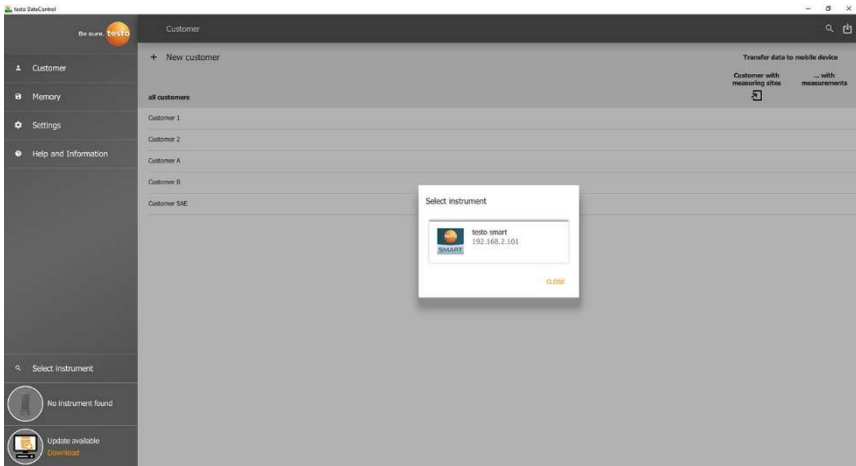 testo DataControl
Be sure. testo
Customer
Customer
Memory
Settings
Help and Information
Select instrument
No instrument found
Update available
Download
+ New customer
Transfer data to mobile device
Customer with
measuring sites
... with
measurements
all customers
Customer 1
Customer 2
Customer A
Customer B
Customer SAE
Select instrument
testo
SMART
testo smart
192.168.2.101
CLOSE